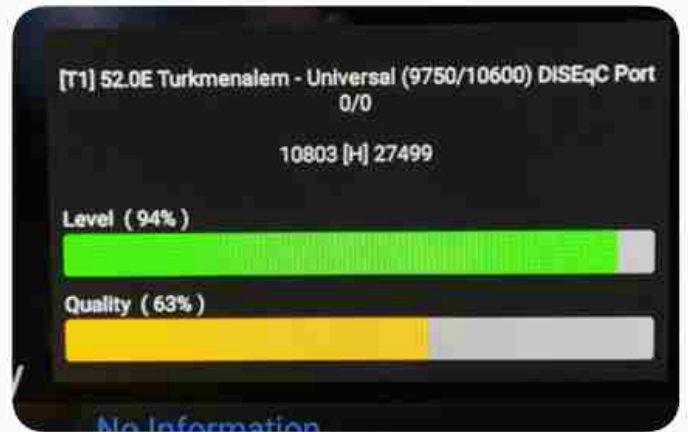 [T1] 52.0E Turkmenalem - Universal (9750/10600) DISEqC Port
0/0
10803 [H] 27499
Level ( 94% )
Quality ( 63% )
No Information